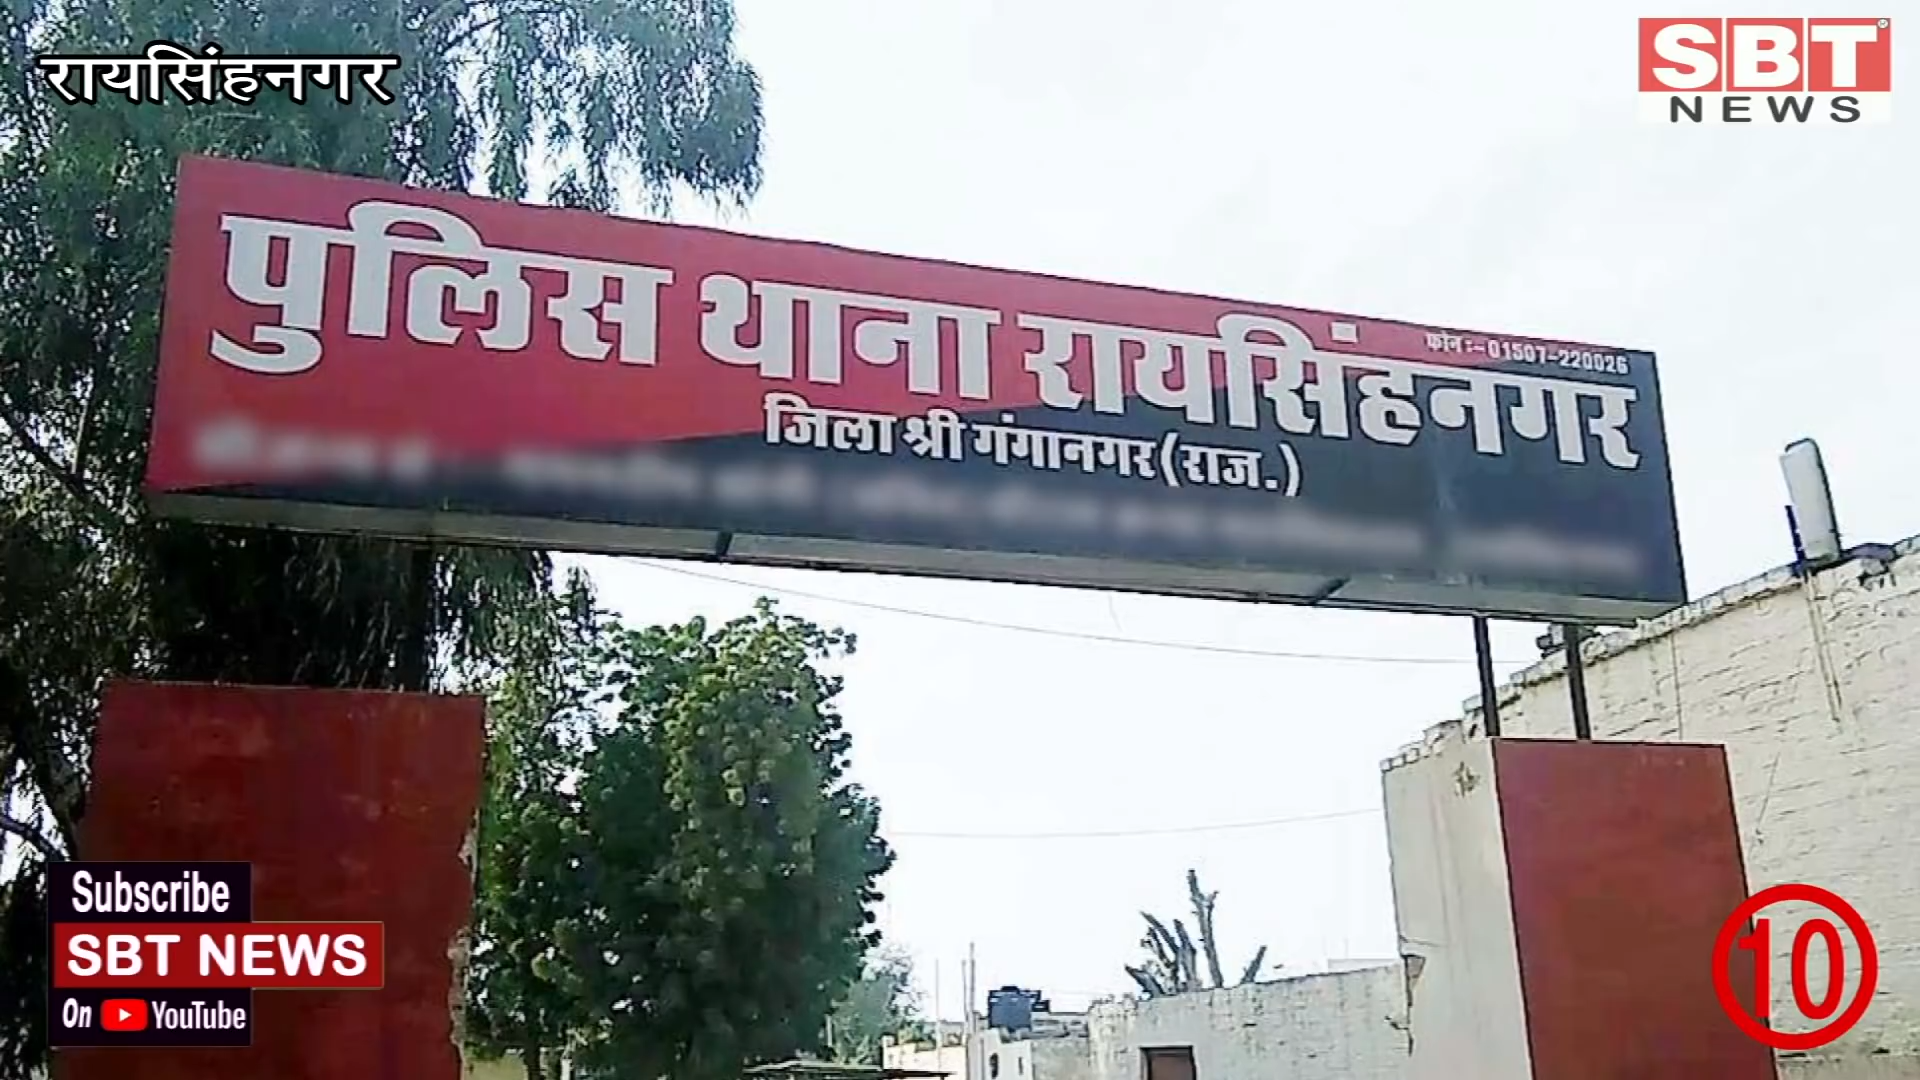 रायसिंहनगर
SBT
NEWS
फोन :-01507-220026
पुलिस थाना रायसिंहनगर
जिला श्री गंगानगर (राज.)
Subscribe
SBT NEWS
On YouTube
10